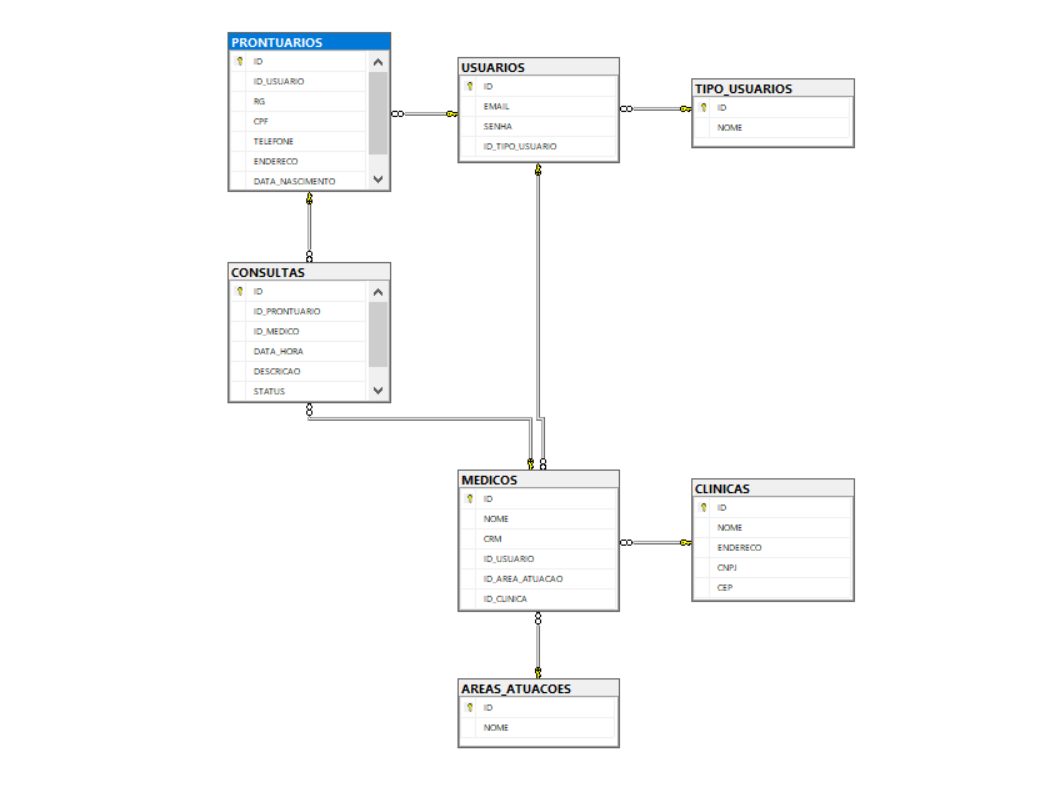 PRONTUARIOS
ID
ID_USUARIO
RG
CPF
TELEFONE
ENDERECO
DATA_NASCIMENTO
USUARIOS
ID
EMAIL
SENHA
ID_TIPO_USUARIO
TIPO_USUARIOS
ID
NOME
CONSULTAS
ID
ID_PRONTUARIO
ID_MEDICO
DATA_HORA
DESCRICAO
STATUS
MEDICOS
ID
NOME
CRM
ID_USUARIO
ID_AREA_ATUACAO
ID_CLINICA
CLINICAS
ID
NOME
ENDERECO
CNPJ
CEP
AREAS_ATUACOES
ID
NOME